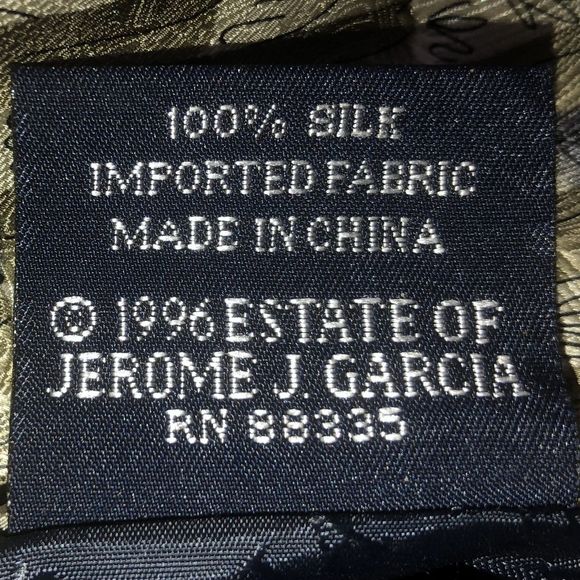 100% SILK
IMPORTED FABRIC
MADE IN CHINA
© 1996 ESTATE OF
JEROME J. GARCIA
RN 88335